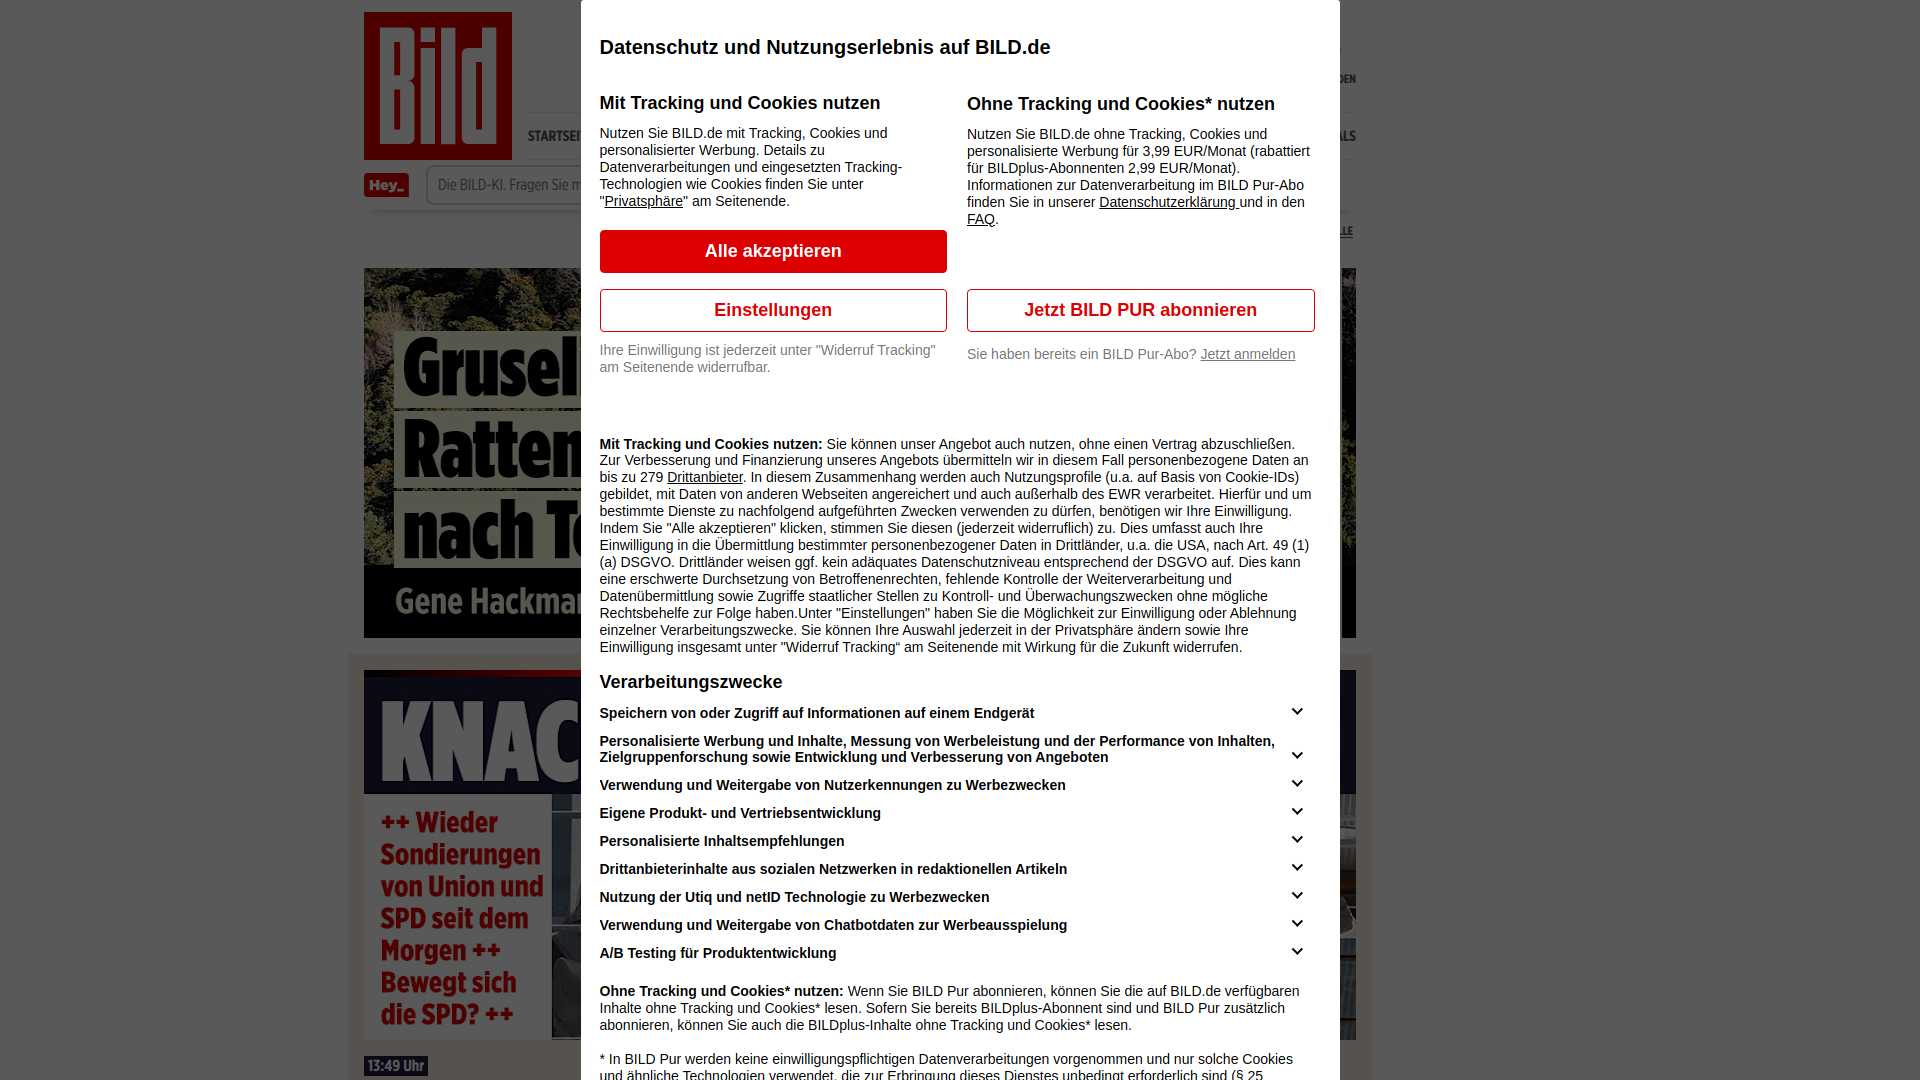 Bild
Datenschutz und Nutzungserlebnis auf BILD.de
STARTSEI
ALS
Hey_
Die BILD-KI. Fragen Sie m
Mit Tracking und Cookies nutzen
Nutzen Sie BILD.de mit Tracking, Cookies und
personalisierter Werbung. Details zu
Datenverarbeitungen und eingesetzten Tracking-
Technologien wie Cookies finden Sie unter
"Privatsphäre" am Seitenende.
Alle akzeptieren
Einstellungen
Ihre Einwilligung ist jederzeit unter "Widerruf Tracking"
am Seitenende widerrufbar.
Ohne Tracking und Cookies* nutzen
Nutzen Sie BILD.de ohne Tracking, Cookies und
personalisierte Werbung für 3,99 EUR/Monat (rabattiert
für BILDplus-Abonnenten 2,99 EUR/Monat).
Informationen zur Datenverarbeitung im BILD Pur-Abo
finden Sie in unserer Datenschutzerklärung und in den
FAQ.
Jetzt BILD PUR abonnieren
Sie haben bereits ein BILD Pur-Abo? Jetzt anmelden
Grusel
Ratten
nach To
Gene Hackma
Mit Tracking und Cookies nutzen: Sie können unser Angebot auch nutzen, ohne einen Vertrag abzuschließen.
Zur Verbesserung und Finanzierung unseres Angebots übermitteln wir in diesem Fall personenbezogene Daten an
bis zu 279 Drittanbieter. In diesem Zusammenhang werden auch Nutzungsprofile (u.a. auf Basis von Cookie-IDs)
gebildet, mit Daten von anderen Webseiten angereichert und auch außerhalb des EWR verarbeitet. Hierfür und um
bestimmte Dienste zu nachfolgend aufgeführten Zwecken verwenden zu dürfen, benötigen wir Ihre Einwilligung.
Indem Sie "Alle akzeptieren" klicken, stimmen Sie diesen (jederzeit widerruflich) zu. Dies umfasst auch Ihre
Einwilligung in die Übermittlung bestimmter personenbezogener Daten in Drittländer, u.a. die USA, nach Art. 49 (1)
(a) DSGVO. Drittländer weisen ggf. kein adäquates Datenschutzniveau entsprechend der DSGVO auf. Dies kann
eine erschwerte Durchsetzung von Betroffenenrechten, fehlende Kontrolle der Weiterverarbeitung und
Datenübermittlung sowie Zugriffe staatlicher Stellen zu Kontroll- und Überwachungszwecken ohne mögliche
Rechtsbehelfe zur Folge haben.Unter "Einstellungen" haben Sie die Möglichkeit zur Einwilligung oder Ablehnung
einzelner Verarbeitungszwecke. Sie können Ihre Auswahl jederzeit in der Privatsphäre ändern sowie Ihre
Einwilligung insgesamt unter "Widerruf Tracking“ am Seitenende mit Wirkung für die Zukunft widerrufen.
Verarbeitungszwecke
Speichern von oder Zugriff auf Informationen auf einem Endgerät
Personalisierte Werbung und Inhalte, Messung von Werbeleistung und der Performance von Inhalten,
Zielgruppenforschung sowie Entwicklung und Verbesserung von Angeboten
Verwendung und Weitergabe von Nutzerkennungen zu Werbezwecken
Eigene Produkt- und Vertriebsentwicklung
Personalisierte Inhaltsempfehlungen
Drittanbieterinhalte aus sozialen Netzwerken in redaktionellen Artikeln
Nutzung der Utiq und netID Technologie zu Werbezwecken
Verwendung und Weitergabe von Chatbotdaten zur Werbeausspielung
A/B Testing für Produktentwicklung
Ohne Tracking und Cookies* nutzen: Wenn Sie BILD Pur abonnieren, können Sie die auf BILD.de verfügbaren
Inhalte ohne Tracking und Cookies* lesen. Sofern Sie bereits BILDplus-Abonnent sind und BILD Pur zusätzlich
abonnieren, können Sie auch die BILDplus-Inhalte ohne Tracking und Cookies* lesen.
* In BILD Pur werden keine einwilligungspflichtigen Datenverarbeitungen vorgenommen und nur solche Cookies
und ähnliche Technologien verwendet, die zur Erbringung dieses Dienstes unbedingt erforderlich sind (§ 25
KNAC
++ Wieder
Sondierungen
von Union und
SPD seit dem
Morgen ++
Bewegt sich
die SPD? ++
13:49 Uhr